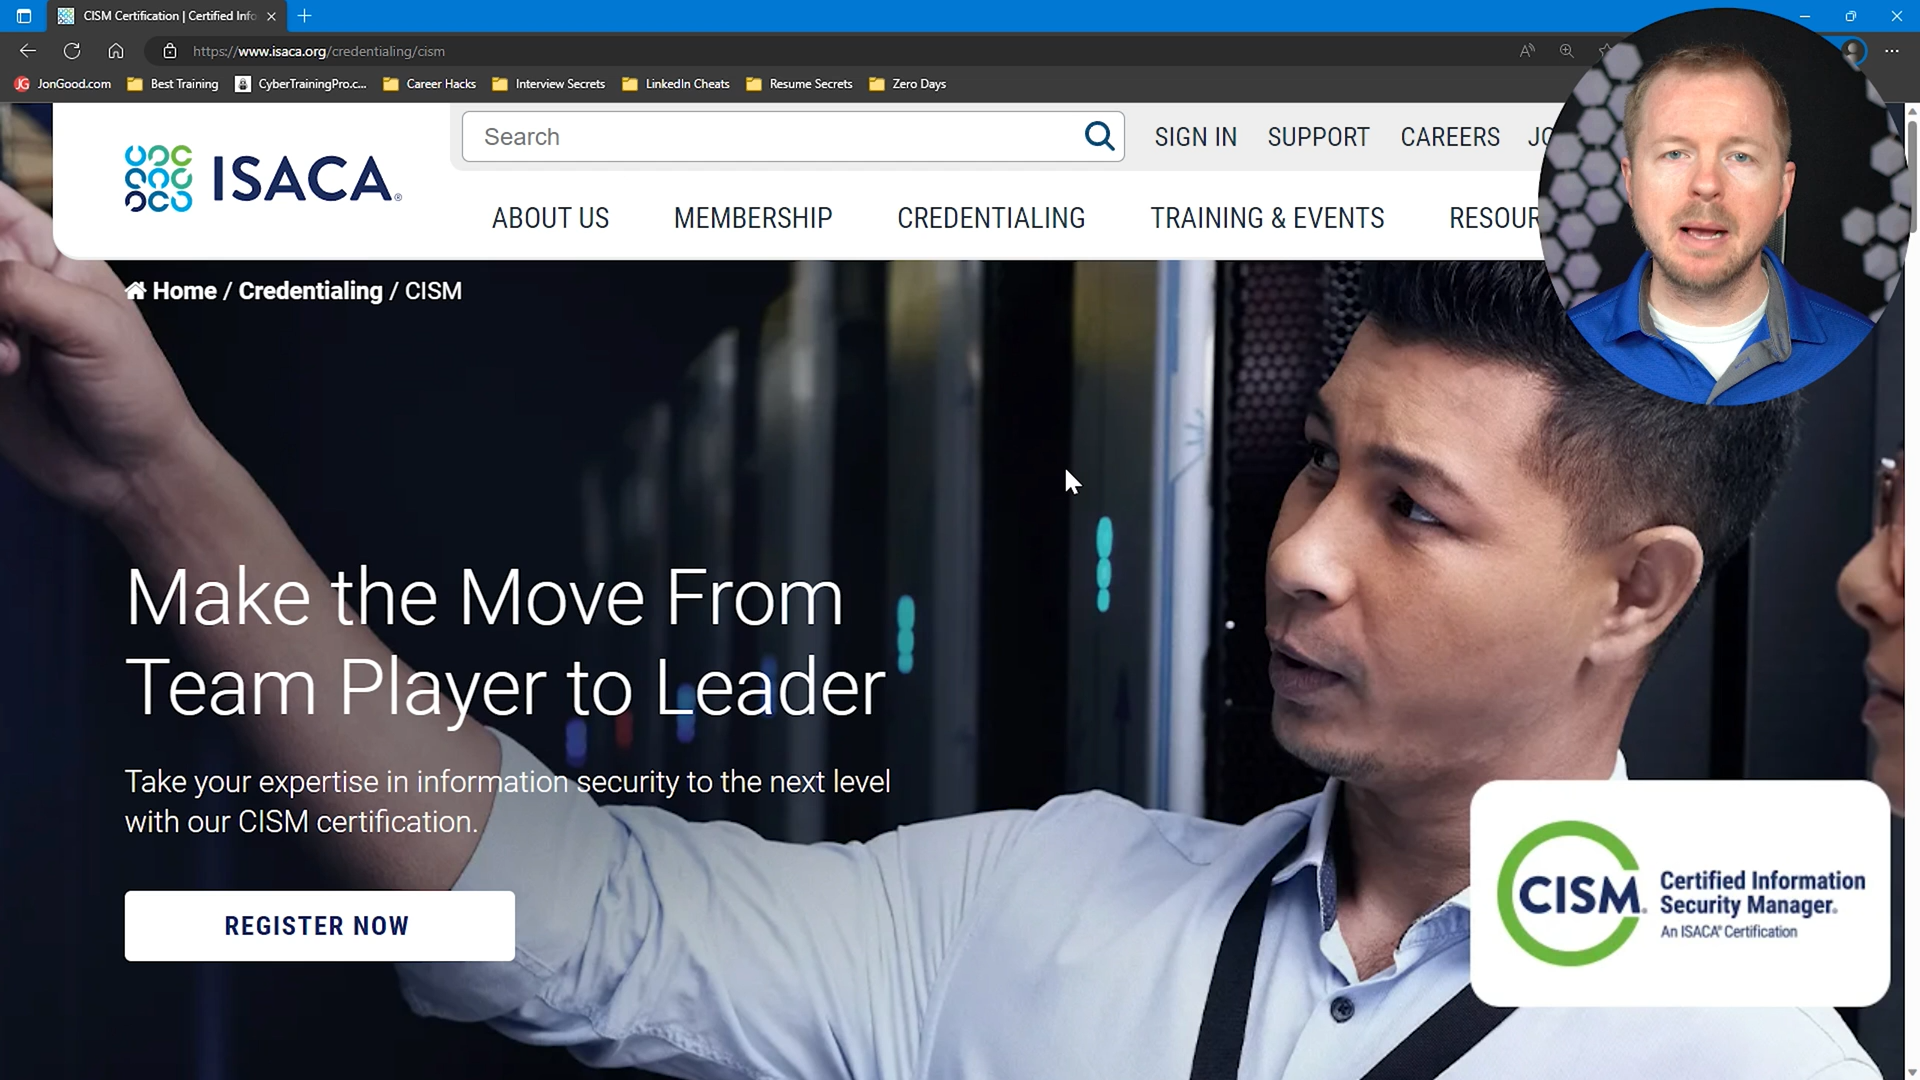 CISM Certification | Certified Info
https://www.isaca.org/credentialing/cism
JonGood.com
Best Training
CyberTrainingPro.c...
Career Hacks
Interview Secrets
LinkedIn Cheats
Resume Secrets
Zero Days
Search
SIGN IN
SUPPORT
CAREERS
ISACA®
ABOUT US
MEMBERSHIP
CREDENTIALING
TRAINING & EVENTS
Home / Credentialing / CISM
Make the Move From
Team Player to Leader
Take your expertise in information security to the next level
with our CISM certification.
REGISTER NOW
CISM®
Certified Information
Security Manager®
An ISACA® Certification